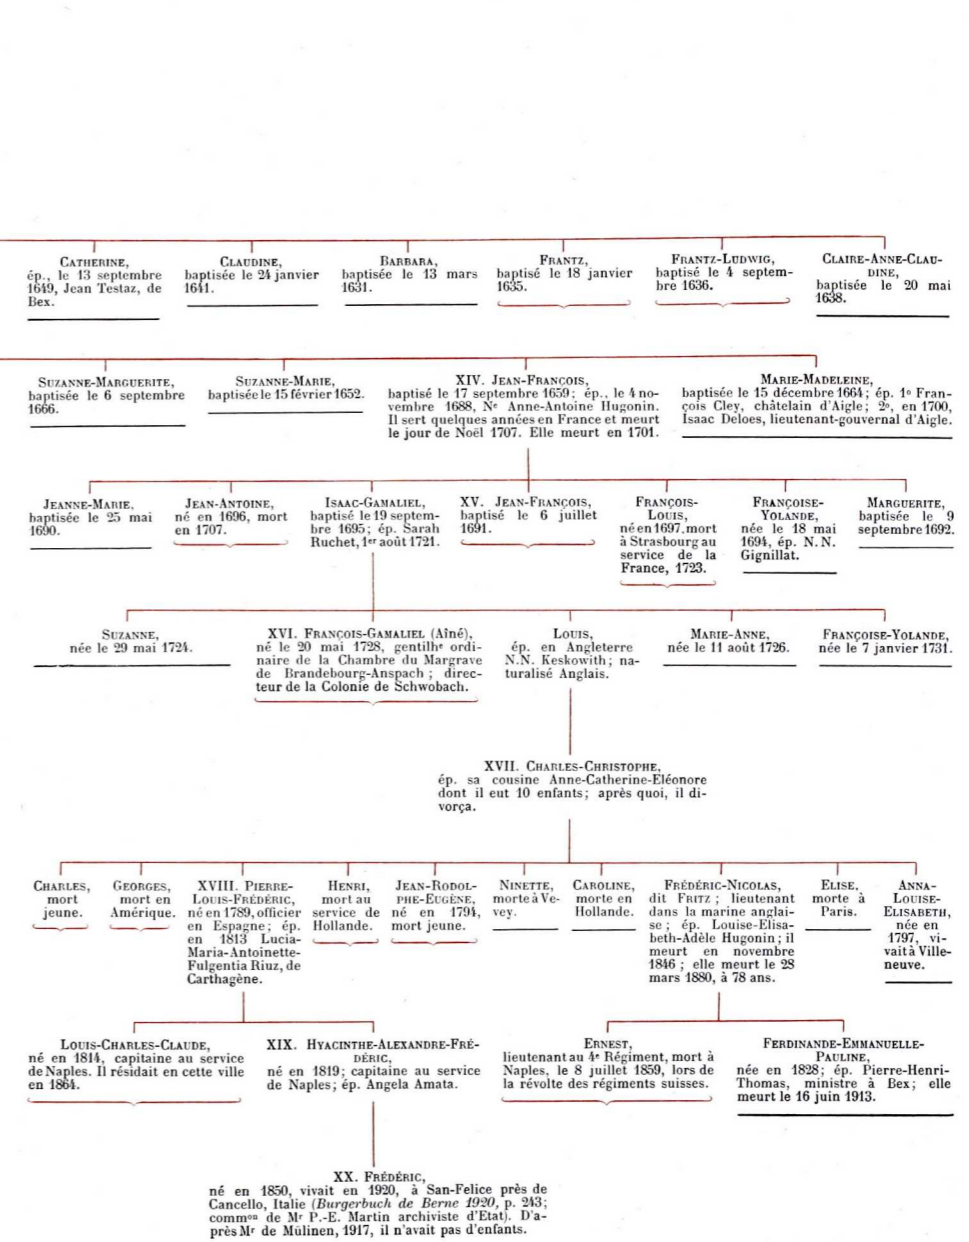 CATHERINE,
ép., le 13 septembre
1649, Jean Testaz, de
Bex.
CLAUDINE,
baptisée le 24 janvier
1641.
BARBARA,
baptisée le 13 mars
1631.
FRANTZ,
baptisé le 18 janvier
1635.
FRANTZ-LUDWIG,
baptisé le 4 septem-
bre 1636.
CLAIRE-ANNE-CLAU-
DINE,
baptisée le 20 mai
1638.
SUZANNE-MARGUERITE,
baptisée le 6 septembre
1666.
SUZANNE-MARIE,
baptisée le 15 février 1652.
XIV. JEAN-FRANÇOIS,
baptisé le 17 septembre 1659; ép., le 4 no-
vembre 1688, Nᵉ Anne-Antoine Hugonin.
Il sert quelques années en France et meurt
le jour de Noël 1707. Elle meurt en 1701.
MARIE-MADELEINE,
baptisée le 15 décembre 1664; ép. 1º Fran-
çois Cley, châtelain d'Aigle; 2º, en 1700,
Isaac Deloes, lieutenant-gouvernal d'Aigle.
JEANNE-MARIE,
baptisée le 25 mai
1690.
JEAN-ANTOINE,
né en 1696, mort
en 1707.
ISAAC-GAMALIEL,
baptisé le 19 septem-
bre 1695; ép. Sarah
Ruchet, 1ᵉʳ août 1721.
XV. JEAN-FRANÇOIS,
baptisé le 6 juillet
1691.
FRANÇOIS-
LOUIS,
né en 1697, mort
à Strasbourg au
service de la
France, 1723.
FRANÇOISE-
YOLANDE,
née le 18 mai
1694, ép. N.N.
Gignillat.
MARGUERITE,
baptisée le 9
septembre 1692.
SUZANNE,
née le 29 mai 1724.
XVI. FRANÇOIS-GAMALIEL (Aîné),
né le 20 mai 1728, gentilhᵉ ordi-
naire de la Chambre du Margrave
de Brandebourg-Anspach; direc-
teur de la Colonie de Schwobach.
LOUIS,
ép. en Angleterre
N.N. Keskowith; na-
turalisé Anglais.
MARIE-ANNE,
née le 11 août 1726.
FRANÇOISE-YOLANDE,
née le 7 janvier 1731.
XVII. CHARLES-CHRISTOPHE,
ép. sa cousine Anne-Catherine-Eléonore
dont il eut 10 enfants; après quoi, il di-
vorça.
CHARLES,
mort
jeune.
GEORGES,
mort en
Amérique.
XVIII. PIERRE-
LOUIS-FRÉDÉRIC,
né en 1789, officier
en Espagne; ép.
en 1813 Lucia-
Maria-Antoinette-
Fulgentia Riuz, de
Carthagène.
HENRI,
mort au
service de
Hollande.
JEAN-RODOL-
PHE-EUGÈNE,
né en 1794,
mort jeune.
NINETTE,
morte à Ve-
vey.
CAROLINE,
morte en
Hollande.
FRÉDÉRIC-NICOLAS,
dit FRITZ; lieutenant
dans la marine anglai-
se; ép. Louise-Elisa-
beth-Adèle Hugonin; il
meurt en novembre
1846; elle meurt le 28
mars 1880, à 78 ans.
ELISE,
morte à
Paris.
ANNA-
LOUISE-
ELISABETH,
née en
1797, vi-
vait à Ville-
neuve.
LOUIS-CHARLES-CLAUDE,
né en 1814, capitaine au service
de Naples. Il résidait en cette ville
en 1864.
XIX. HYACINTHE-ALEXANDRE-FRÉ-
DÉRIC,
né en 1819; capitaine au service
de Naples; ép. Angela Amata.
ERNEST,
lieutenant au 4ᵉ Régiment, mort à
Naples, le 8 juillet 1859, lors de
la révolte des régiments suisses.
FERDINANDE-EMMANUELLE-
PAULINE,
née en 1828; ép. Pierre-Henri-
Thomas, ministre à Bex; elle
meurt le 16 juin 1913.
XX. FRÉDÉRIC,
né en 1850, vivait en 1920, à San-Felice près de
Cancello, Italie (Burgerbuch de Berne 1920, p. 243;
commᵒⁿ de Mʳ P.-E. Martin archiviste d'Etat). D'a-
près Mʳ de Mülinen, 1917, il n'avait pas d'enfants.